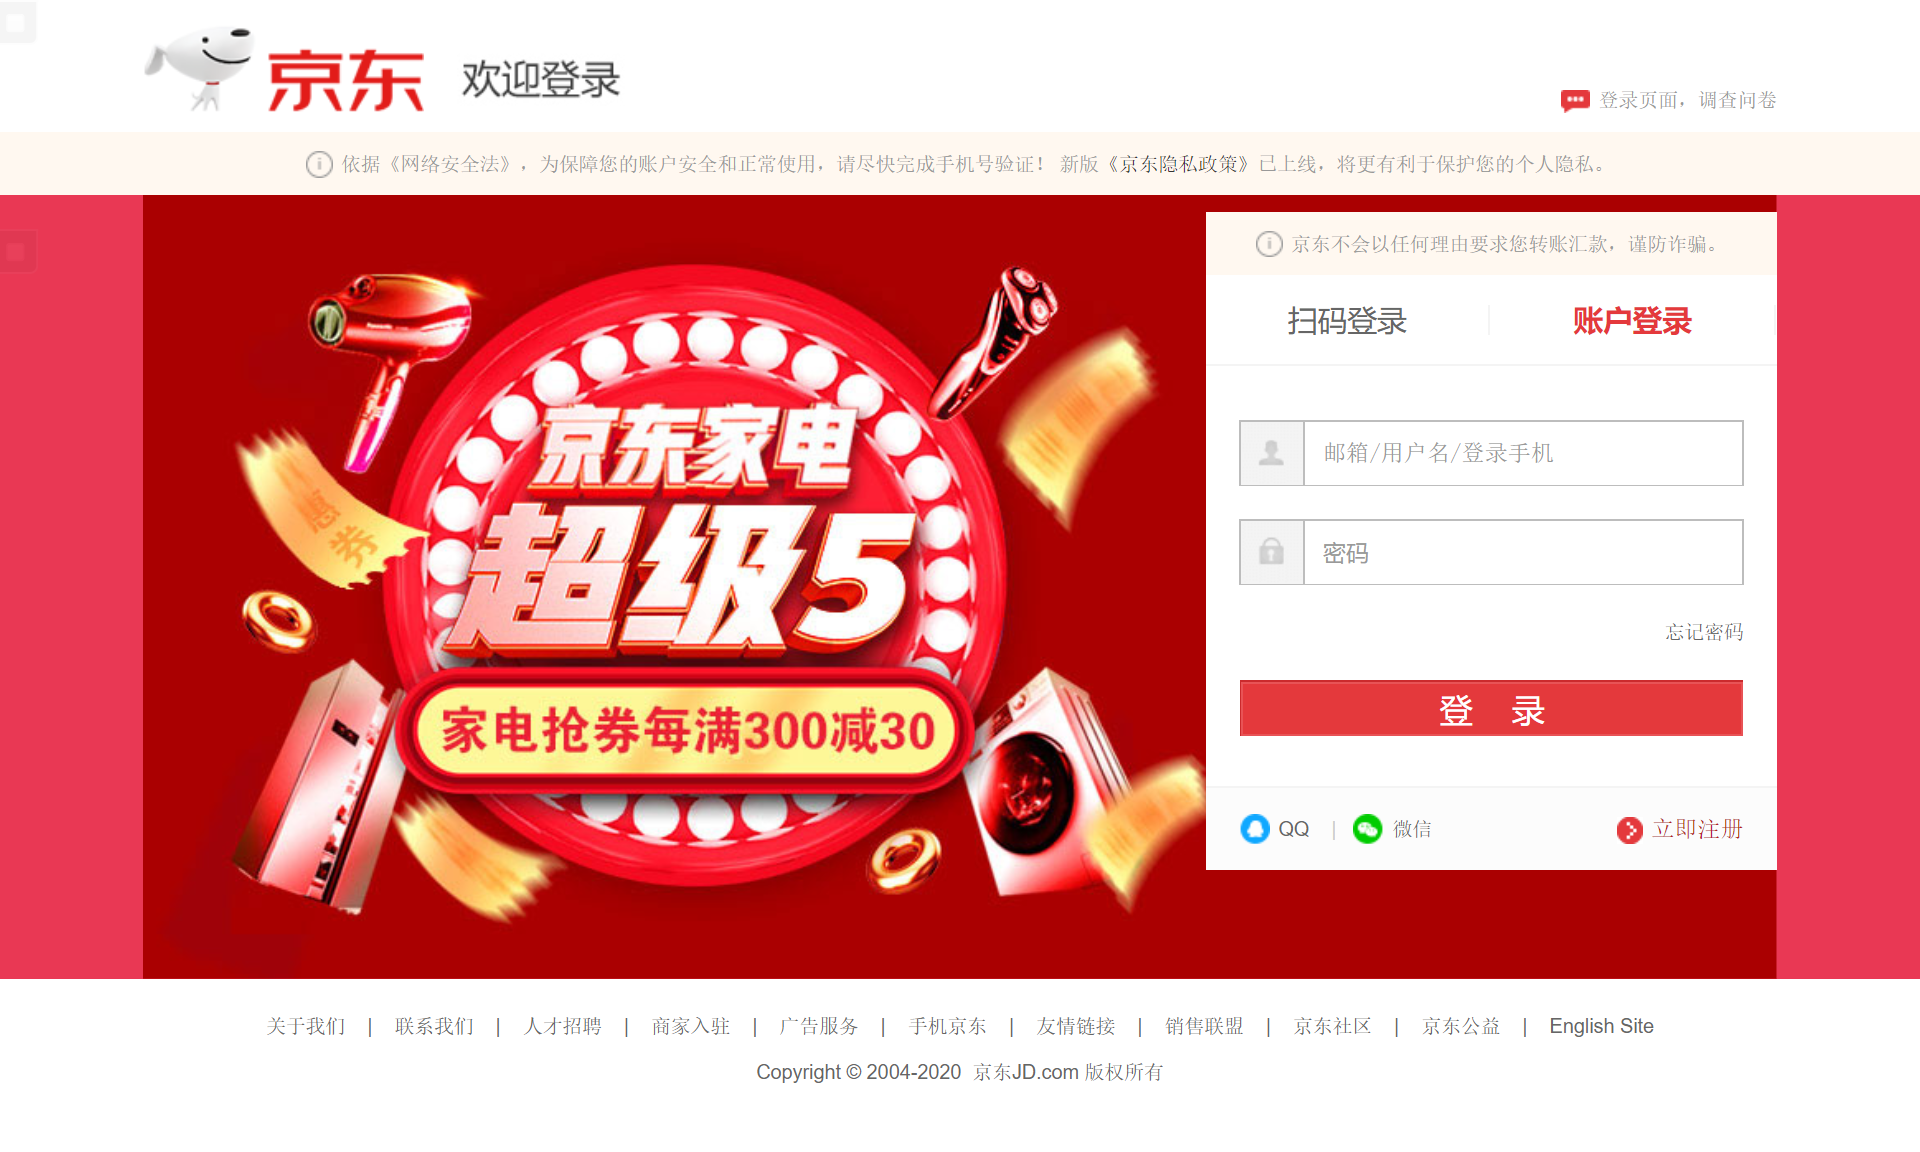 京东 欢迎登录
登录页面，调查问卷
依据《网络安全法》，为保障您的账户安全和正常使用，请尽快完成手机号验证！ 新版《京东隐私政策》已上线，将更有利于保护您的个人隐私。
京东不会以任何理由要求您转账汇款，谨防诈骗。
扫码登录 账户登录
京东家电
超级5
惠券
家电抢券每满300减30
邮箱/用户名/登录手机
密码
忘记密码
登 录
QQ | 微信 立即注册
关于我们 | 联系我们 | 人才招聘 | 商家入驻 | 广告服务 | 手机京东 | 友情链接 | 销售联盟 | 京东社区 | 京东公益 | English Site
Copyright © 2004-2020 京东JD.com 版权所有